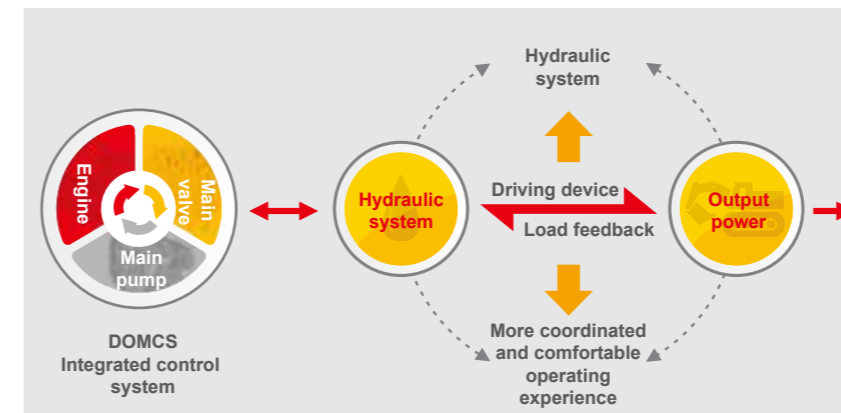 Engine
Main
valve
Main
pump
DOMCS
Integrated control
system
Hydraulic
system
Hydraulic
system
Driving device
Load feedback
Output
power
More coordinated
and comfortable
operating
experience